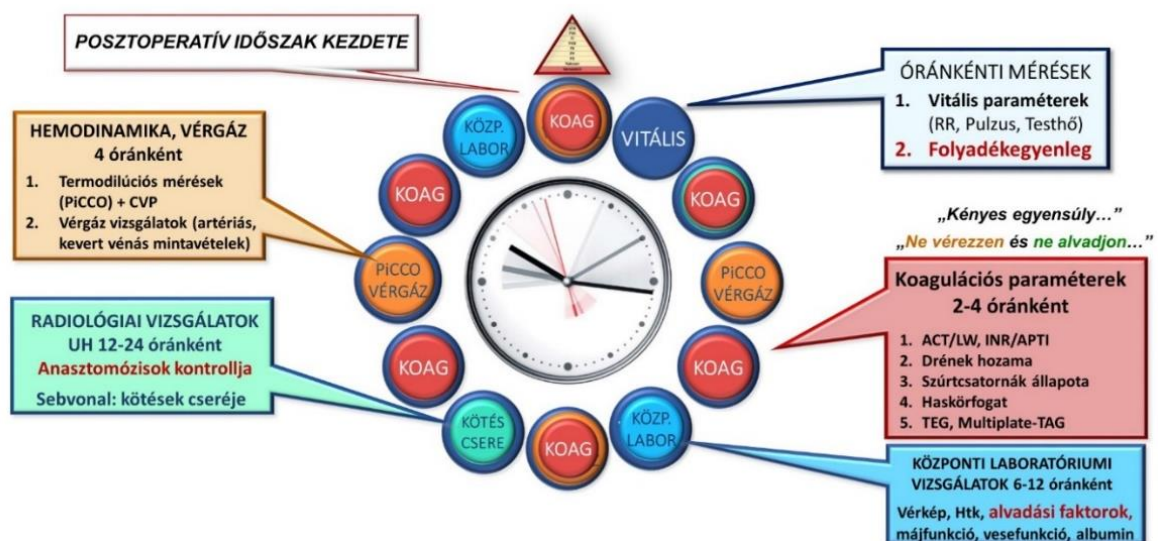 POSZTOPERATÍV IDŐSZAK KEZDETE
ÓRÁNKÉNTI MÉRÉSEK
1. Vitális paraméterek
(RR, Pulzus, Testhő)
2. Folyadékegyenleg
HEMODINAMIKA, VÉRGÁZ
4 óránként
1. Termodilúciós mérések
(PiCCO) + CVP
2. Vérgáz vizsgálatok (artériás,
kevert vénás mintavételek)
RADIOLÓGIAI VIZSGÁLATOK
UH 12-24 óránként
Anasztomózisok kontrollja
Sebvonal: kötések cseréje
KOAG
VITÁLIS
KOAG
PiCCO
VÉRGÁZ
KOAG
KÖZP.
LABOR
KOAG
KÖTÉS
CSERE
KOAG
PiCCO
VÉRGÁZ
KOAG
KÖZP.
LABOR
„Kényes egyensúly…”
„Ne vérezzen és ne alvadjon…”
Koagulációs paraméterek
2-4 óránként
1. ACT/LW, INR/APTI
2. Drének hozama
3. Szúrtcsatornák állapota
4. Haskörfogat
5. TEG, Multiplate-TAG
KÖZPONTI LABORATÓRIUMI
VIZSGÁLATOK 6-12 óránként
Vérkép, Htk, alvadási faktorok,
májfunkció, vesefunkció, albumin